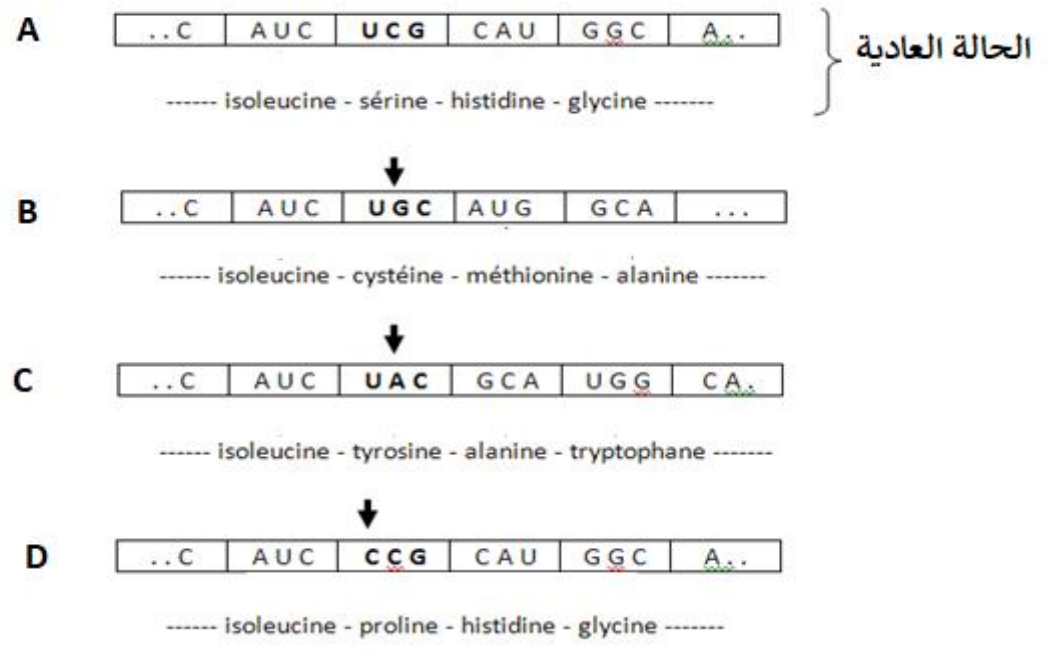 A ..C AUC UCG CAU GGC A.. الحالة العادية
------ isoleucine - sérine - histidine - glycine -------
B ..C AUC UGC AUG GCA ...
------ isoleucine - cystéine - méthionine - alanine -------
C ..C AUC UAC GCA UGG CA.
------ isoleucine - tyrosine - alanine - tryptophane -------
D ..C AUC CCG CAU GGC A..
------ isoleucine - proline - histidine - glycine -------